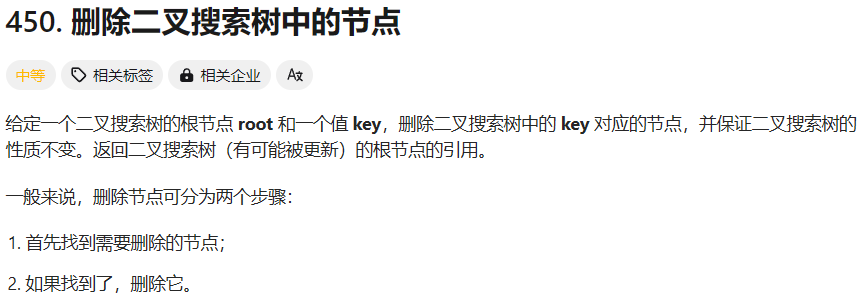 450. 删除二叉搜索树中的节点
中等 相关标签 相关企业 Aを
给定一个二叉搜索树的根节点 root 和一个值 key，删除二叉搜索树中的 key 对应的节点，并保证二叉搜索树的
性质不变。返回二叉搜索树（有可能被更新）的根节点的引用。
一般来说，删除节点可分为两个步骤：
1. 首先找到需要删除的节点；
2. 如果找到了，删除它。